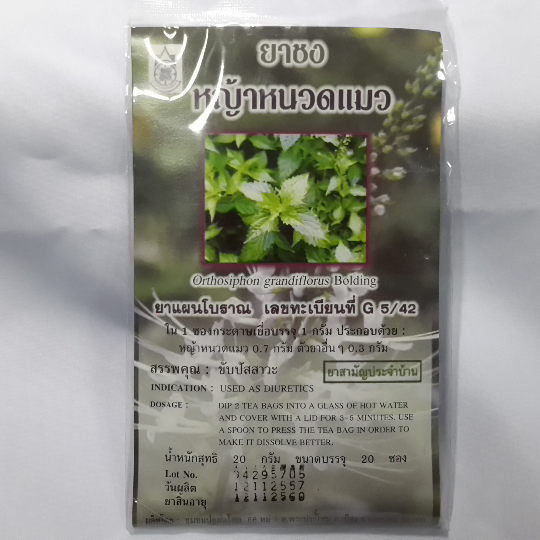 ยาชง
หญ้าหนวดแมว
Orthosiphon grandiflorus Bolding
ยาแผนโบราณ เลขทะเบียนที่ G 5/42
ใน 1 ซองกระดาษเยื่อบรรจุ 1 กรัม ประกอบด้วย :
หญ้าหนวดแมว 0.7 กรัม ตัวยาอื่น ๆ 0.3 กรัม
สรรพคุณ : ขับปัสสาวะ ยาสามัญประจำบ้าน
INDICATION : USED AS DIURETICS
DOSAGE : DIP 2 TEA BAGS INTO A GLASS OF HOT WATER
AND COVER WITH A LID FOR 3-5 MINUTES. USE
A SPOON TO PRESS THE TEA BAG IN ORDER TO
MAKE IT DISSOLVE BETTER.
น้ำหนักสุทธิ 20 กรัม ขนาดบรรจุ 20 ซอง
Lot No. 54295705
วันผลิต 12112557
ยาสิ้นอายุ 12112560